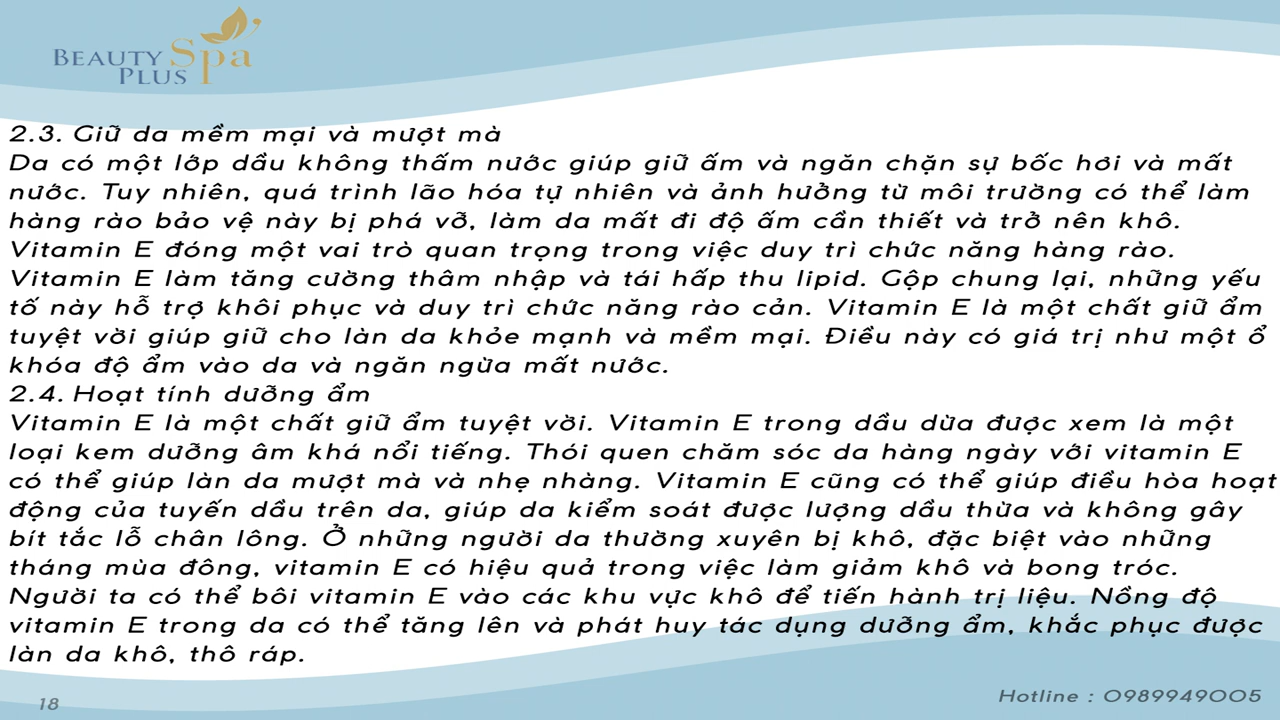 BEAUTY Spa
PLUS
2.3. Giữ da mềm mại và mượt mà
Da có một lớp dầu không thấm nước giúp giữ ẩm và ngăn chặn sự bốc hơi và mất
nước. Tuy nhiên, quá trình lão hóa tự nhiên và ảnh hưởng từ môi trường có thể làm
hàng rào bảo vệ này bị phá vỡ, làm da mất đi độ ấm cần thiết và trở nên khô.
Vitamin E đóng một vai trò quan trọng trong việc duy trì chức năng hàng rào.
Vitamin E làm tăng cường thâm nhập và tái hấp thu lipid. Gộp chung lại, những yếu
tố này hỗ trợ khôi phục và duy trì chức năng rào cản. Vitamin E là một chất giữ ẩm
tuyệt vời giúp giữ cho làn da khỏe mạnh và mềm mại. Điều này có giá trị như một ổ
khóa độ ẩm vào da và ngăn ngừa mất nước.
2.4. Hoạt tính dưỡng ẩm
Vitamin E là một chất giữ ẩm tuyệt vời. Vitamin E trong dầu dừa được xem là một
loại kem dưỡng âm khá nổi tiếng. Thói quen chăm sóc da hàng ngày với vitamin E
có thể giúp làn da mượt mà và nhẹ nhàng. Vitamin E cũng có thể giúp điều hòa hoạt
động của tuyến dầu trên da, giúp da kiểm soát được lượng dầu thừa và không gây
bít tắc lỗ chân lông. Ở những người da thường xuyên bị khô, đặc biệt vào những
tháng mùa đông, vitamin E có hiệu quả trong việc làm giảm khô và bong tróc.
Người ta có thể bôi vitamin E vào các khu vực khô để tiến hành trị liệu. Nồng độ
vitamin E trong da có thể tăng lên và phát huy tác dụng dưỡng ẩm, khắc phục được
làn da khô, thô ráp.
18
Hotline : 0989949005